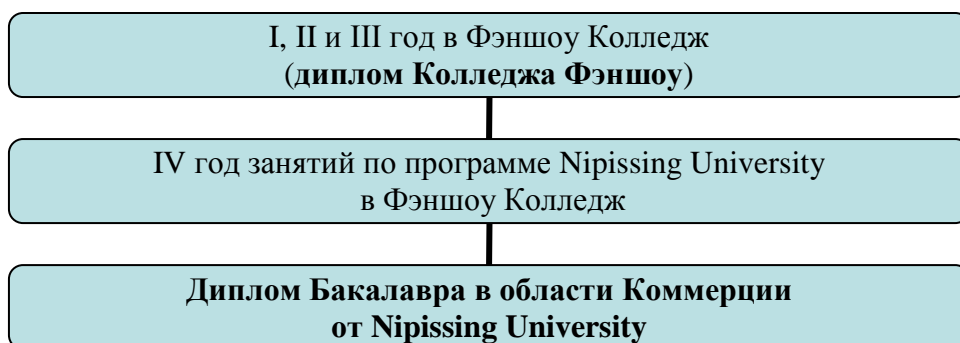 I, II и III год в Фэншоу Колледж
(диплом Колледжа Фэншоу)
IV год занятий по программе Nipissing University
в Фэншоу Колледж
Диплом Бакалавра в области Коммерции
от Nipissing University